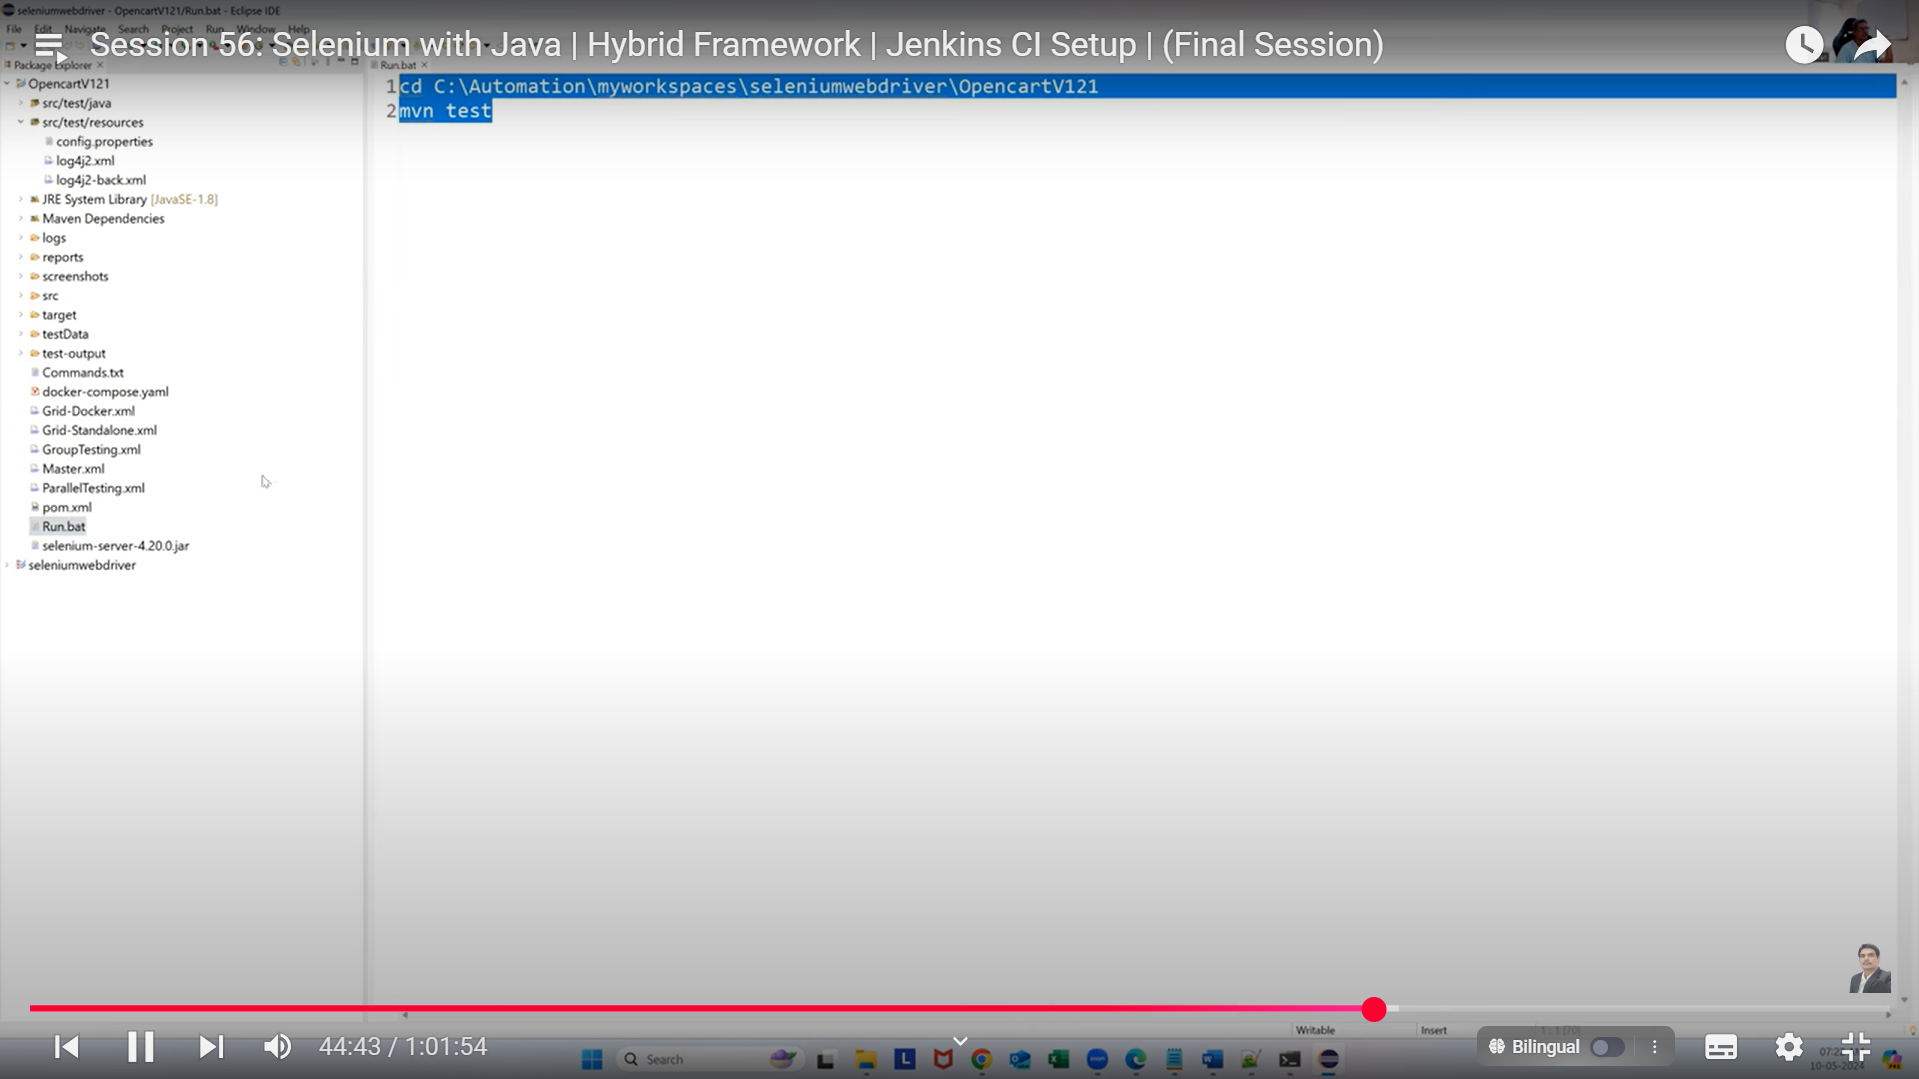 seleniumwebdriver - OpencartV121/Run.bat - Eclipse IDE
File Edit Navigate Search Project Run Window Help
Session 56: Selenium with Java | Hybrid Framework | Jenkins CI Setup | (Final Session)
Package Explorer
Run.bat
OpencartV121
src/test/java
src/test/resources
config.properties
log4j2.xml
log4j2-back.xml
JRE System Library [JavaSE-1.8]
Maven Dependencies
logs
reports
screenshots
src
target
testData
test-output
Commands.txt
docker-compose.yaml
Grid-Docker.xml
Grid-Standalone.xml
GroupTesting.xml
Master.xml
ParallelTesting.xml
pom.xml
Run.bat
selenium-server-4.20.0.jar
seleniumwebdriver
1 cd C:\Automation\myworkspaces\seleniumwebdriver\OpencartV121
2 mvn test
Writable
Insert
44:43 / 1:01:54
Search
Bilingual
10-05-2024